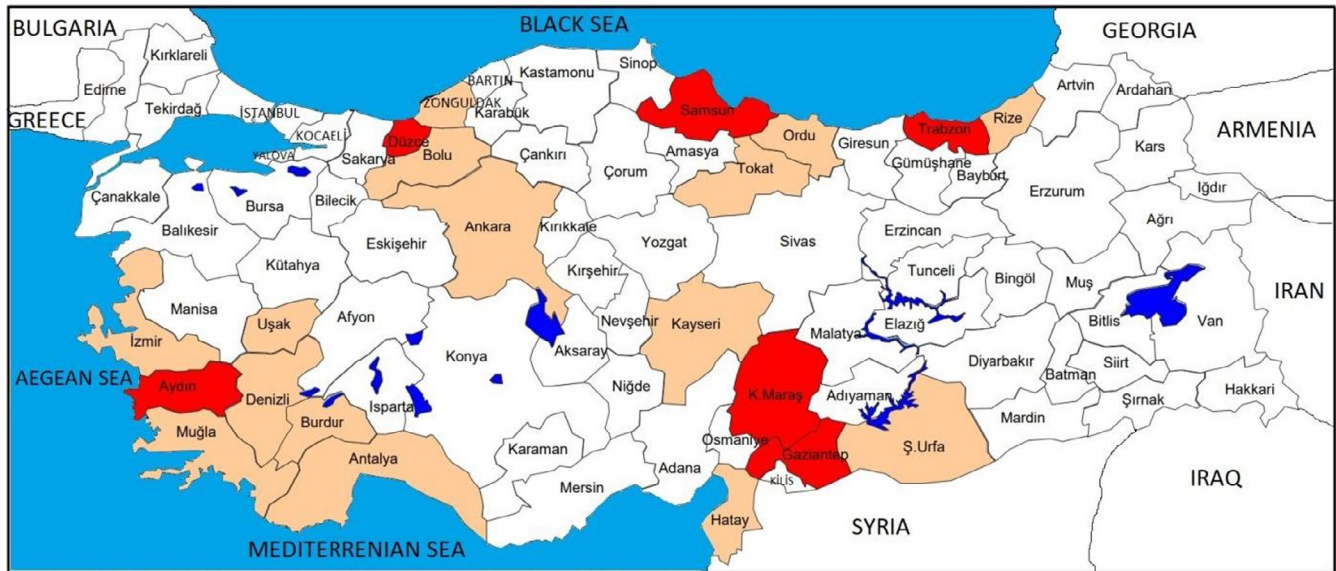 BULGARIA
BLACK SEA
GEORGIA
Kırklareli
Edirne
Tekirdağ
İSTANBUL
KOCAELİ
YALOVA
GREECE
Sakarya
Düzce
ZONGULDAK
BARTIN
Karabük
Kastamonu
Sinop
Bolu
Çankırı
Samsun
Amasya
Çorum
Tokat
Ordu
Giresun
Trabzon
Rize
Gümüşhane
Bayburt
Artvin
Ardahan
Kars
ARMENIA
Iğdır
Erzurum
Ağrı
Çanakkale
Balıkesir
Bursa
Bilecik
Eskişehir
Kütahya
Ankara
Kırıkkale
Kırşehir
Yozgat
Sivas
Erzincan
Tunceli
Bingöl
Muş
Bitlis
Van
IRAN
Manisa
Uşak
Afyon
İzmir
AEGEAN SEA
Aydın
Denizli
Muğla
Burdur
Isparta
Antalya
Konya
Aksaray
Nevşehir
Kayseri
Niğde
Karaman
Mersin
Adana
Osmaniye
K.Maraş
Malatya
Elazığ
Adıyaman
Gaziantep
KİLİS
Ş.Urfa
Diyarbakır
Batman
Siirt
Mardin
Şırnak
Hakkari
Hatay
MEDITERRENIAN SEA
SYRIA
IRAQ